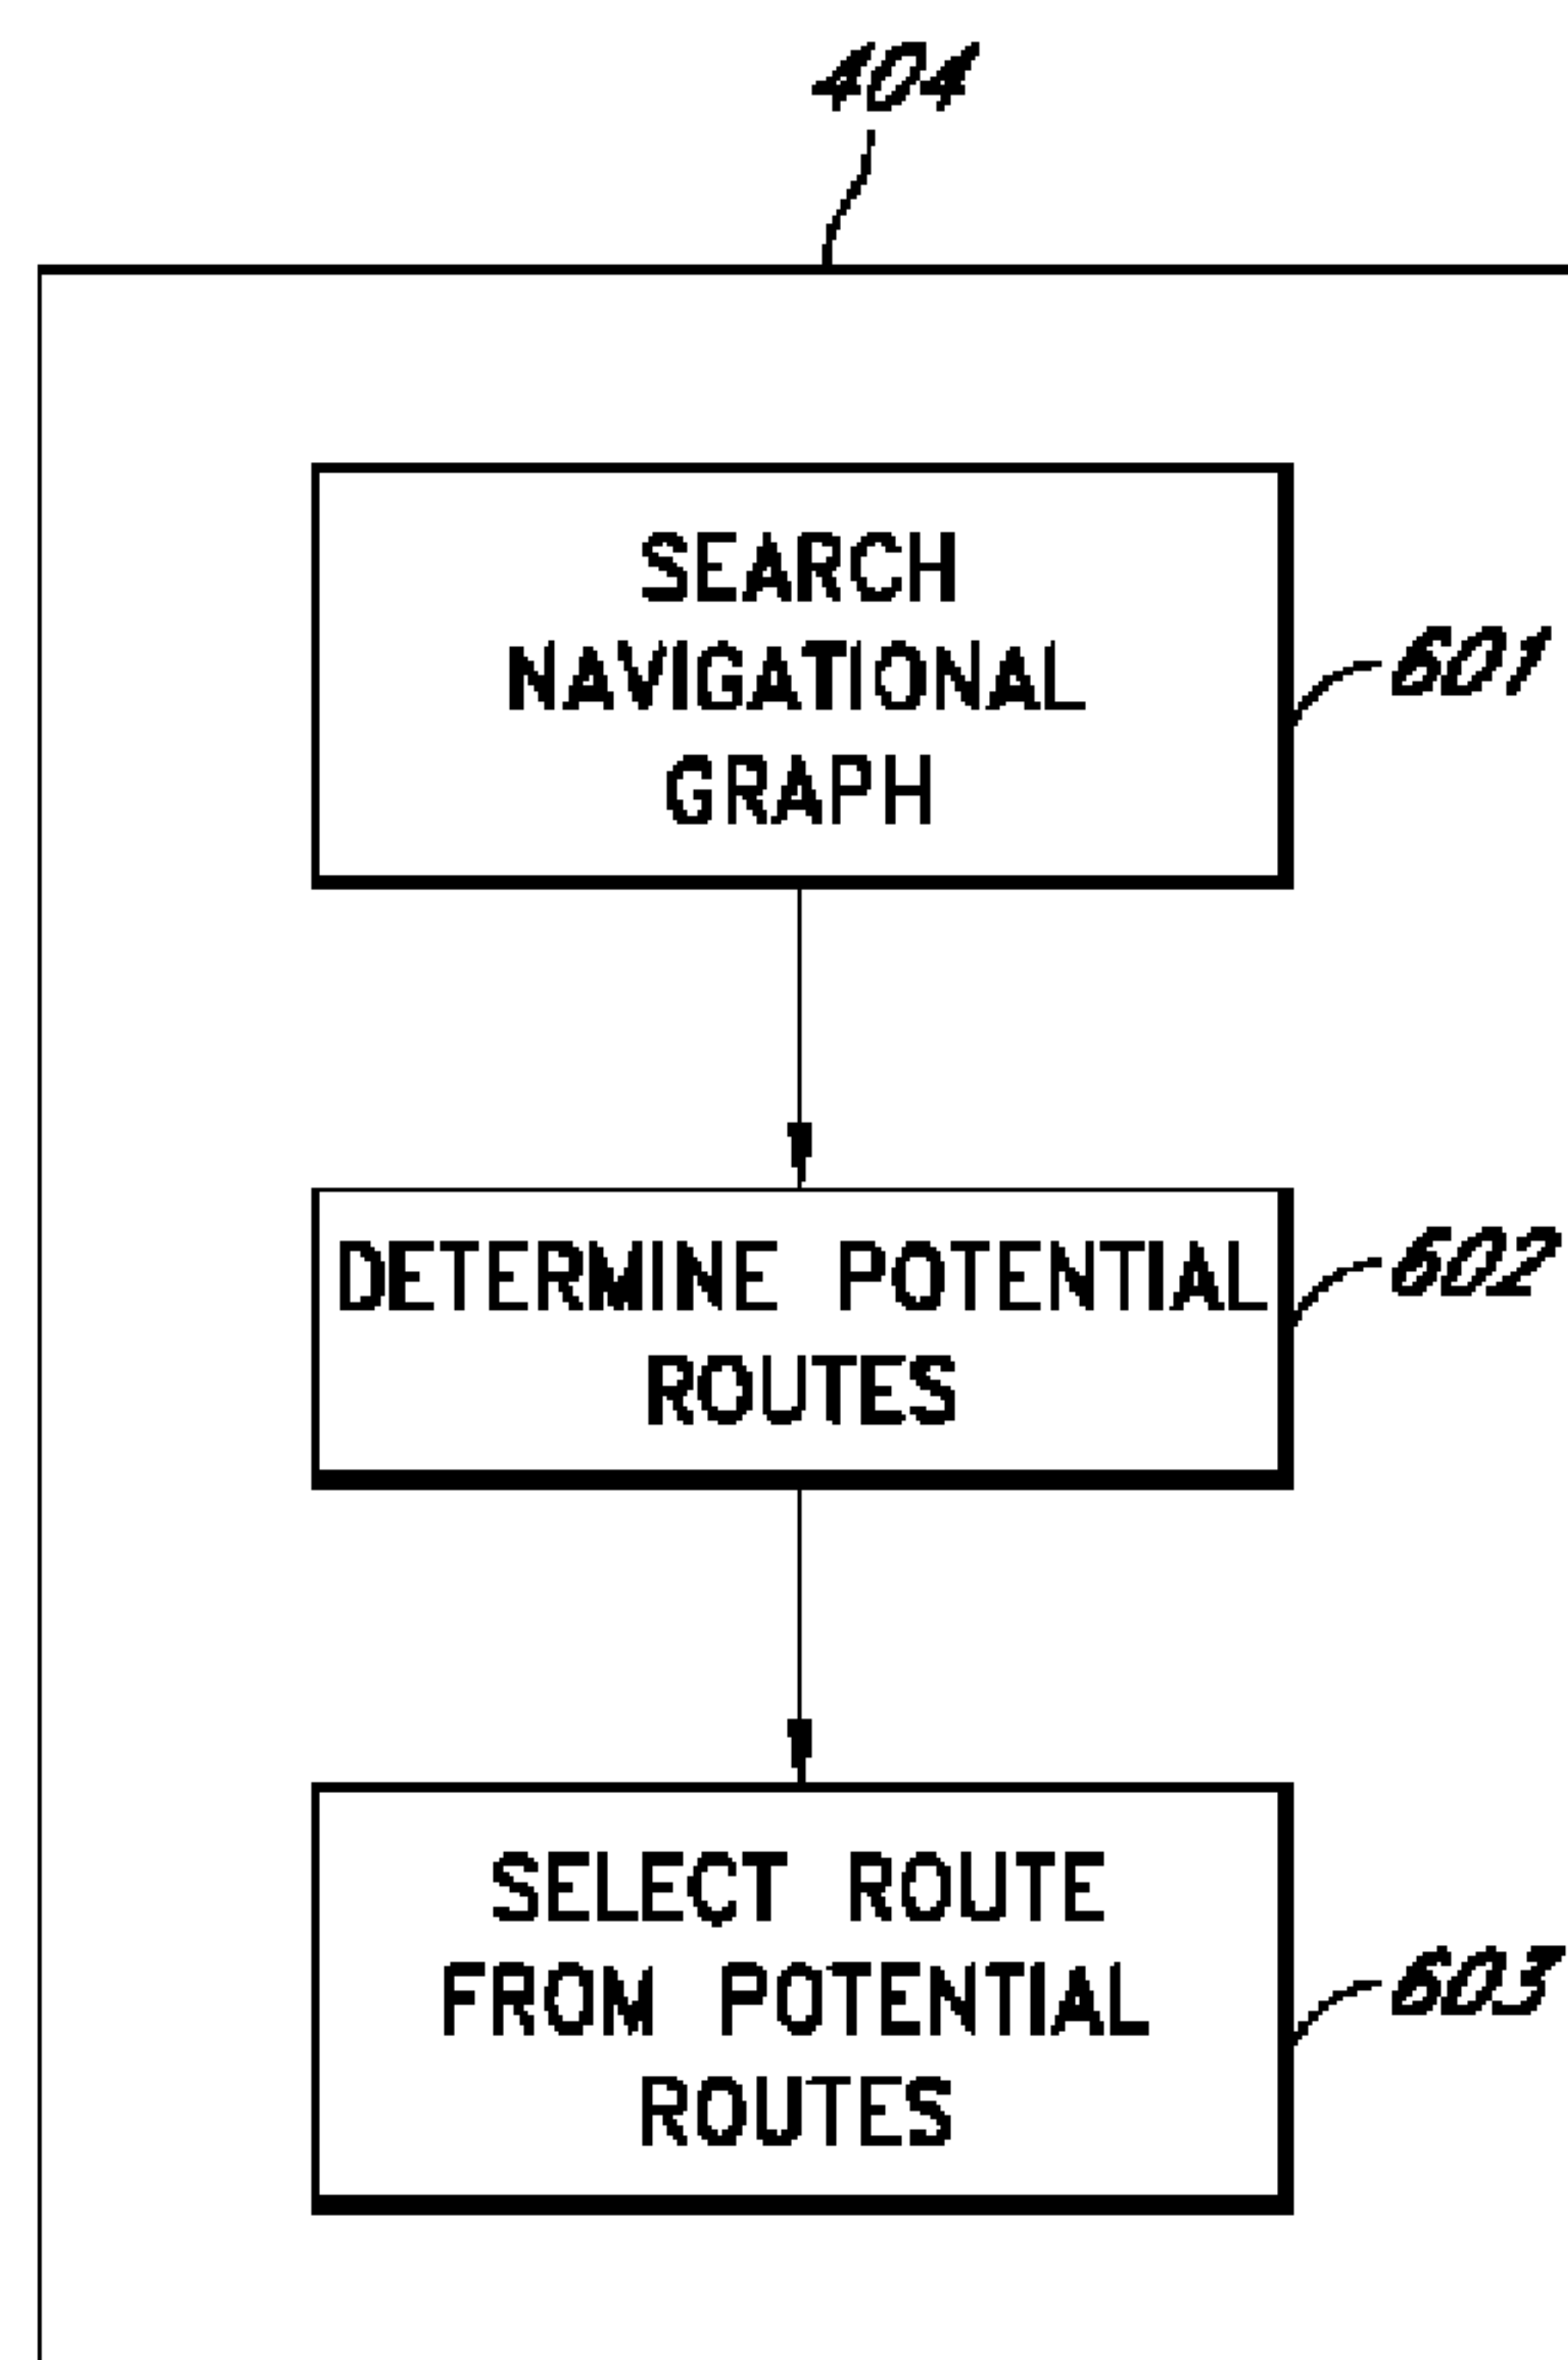 404
SEARCH
NAVIGATIONAL
GRAPH
601
DETERMINE POTENTIAL
ROUTES
602
SELECT ROUTE
FROM POTENTIAL
ROUTES
603